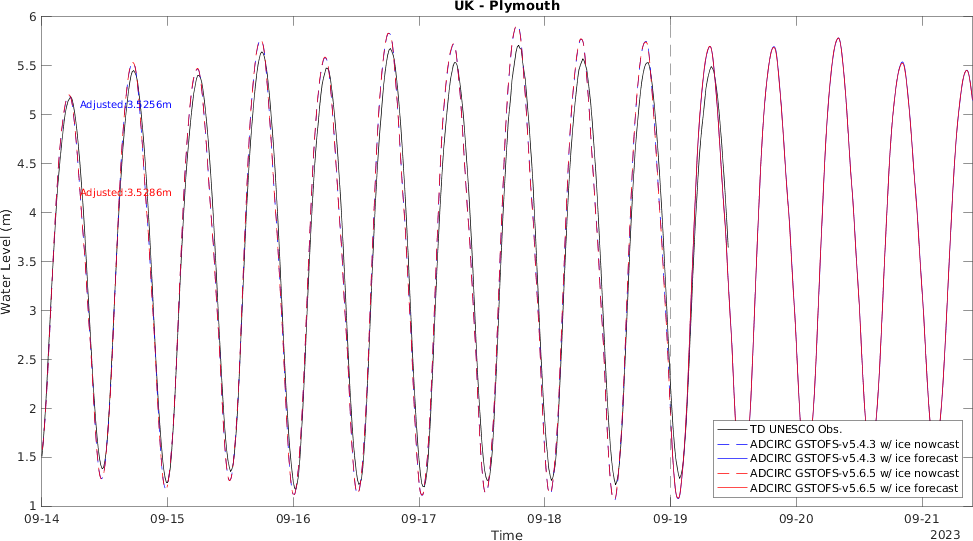 UK - Plymouth
6
5.5
5
4.5
4
3.5
3
2.5
2
1.5
1
Water Level (m)
Adjusted:3.5256m
Adjusted:3.5286m
TD UNESCO Obs.
ADCIRC GSTOFS-v5.4.3 w/ ice nowcast
ADCIRC GSTOFS-v5.4.3 w/ ice forecast
ADCIRC GSTOFS-v5.6.5 w/ ice nowcast
ADCIRC GSTOFS-v5.6.5 w/ ice forecast
09-14 09-15 09-16 09-17 09-18 09-19 09-20 09-21
Time
2023